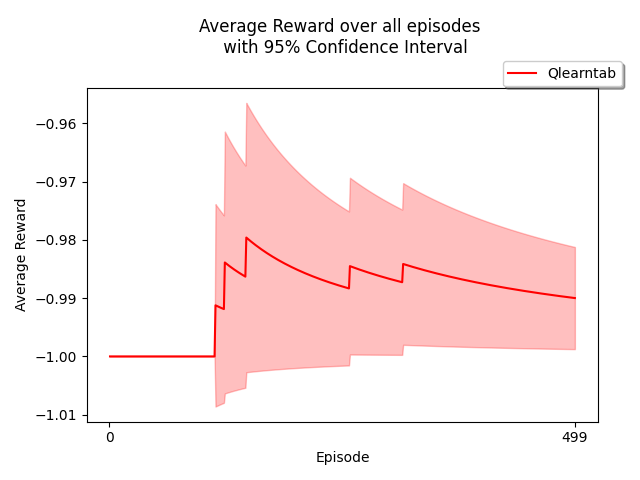 Average Reward over all episodes
with 95% Confidence Interval
Qlearntab
−0.96
−0.97
−0.98
−0.99
−1.00
−1.01
Average Reward
0
499
Episode